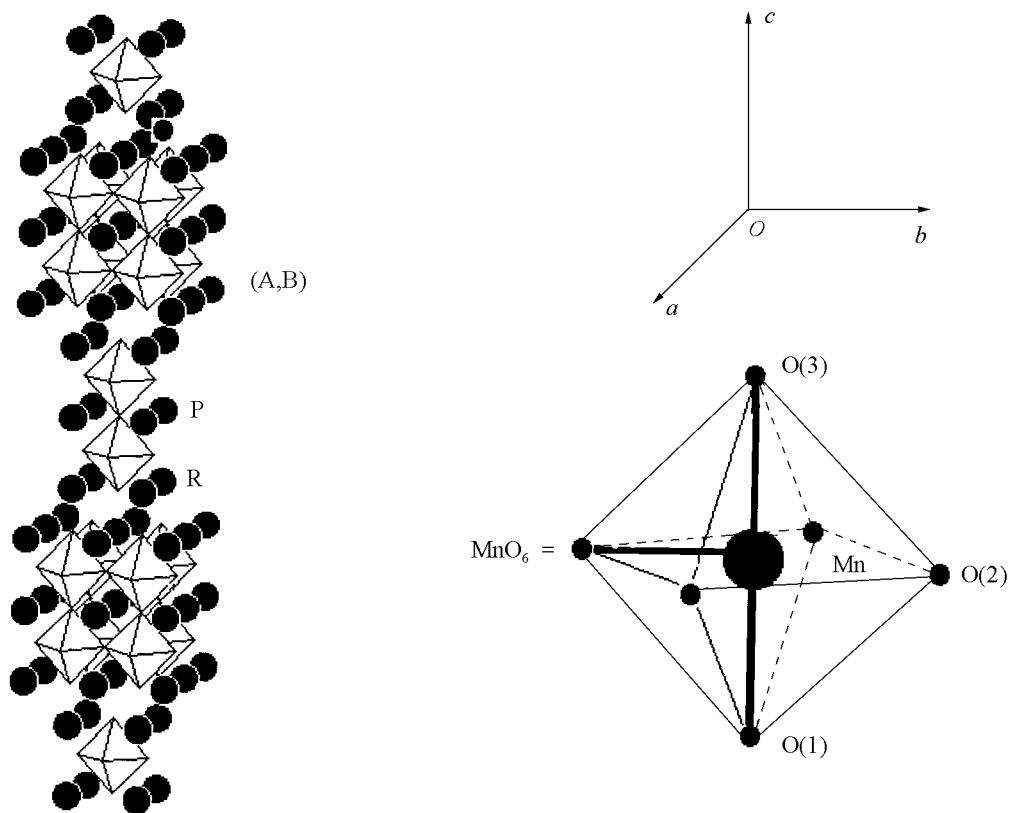 c
O
b
a
(A,B)
O(3)
P
R
MnO₆ =
Mn
O(2)
O(1)